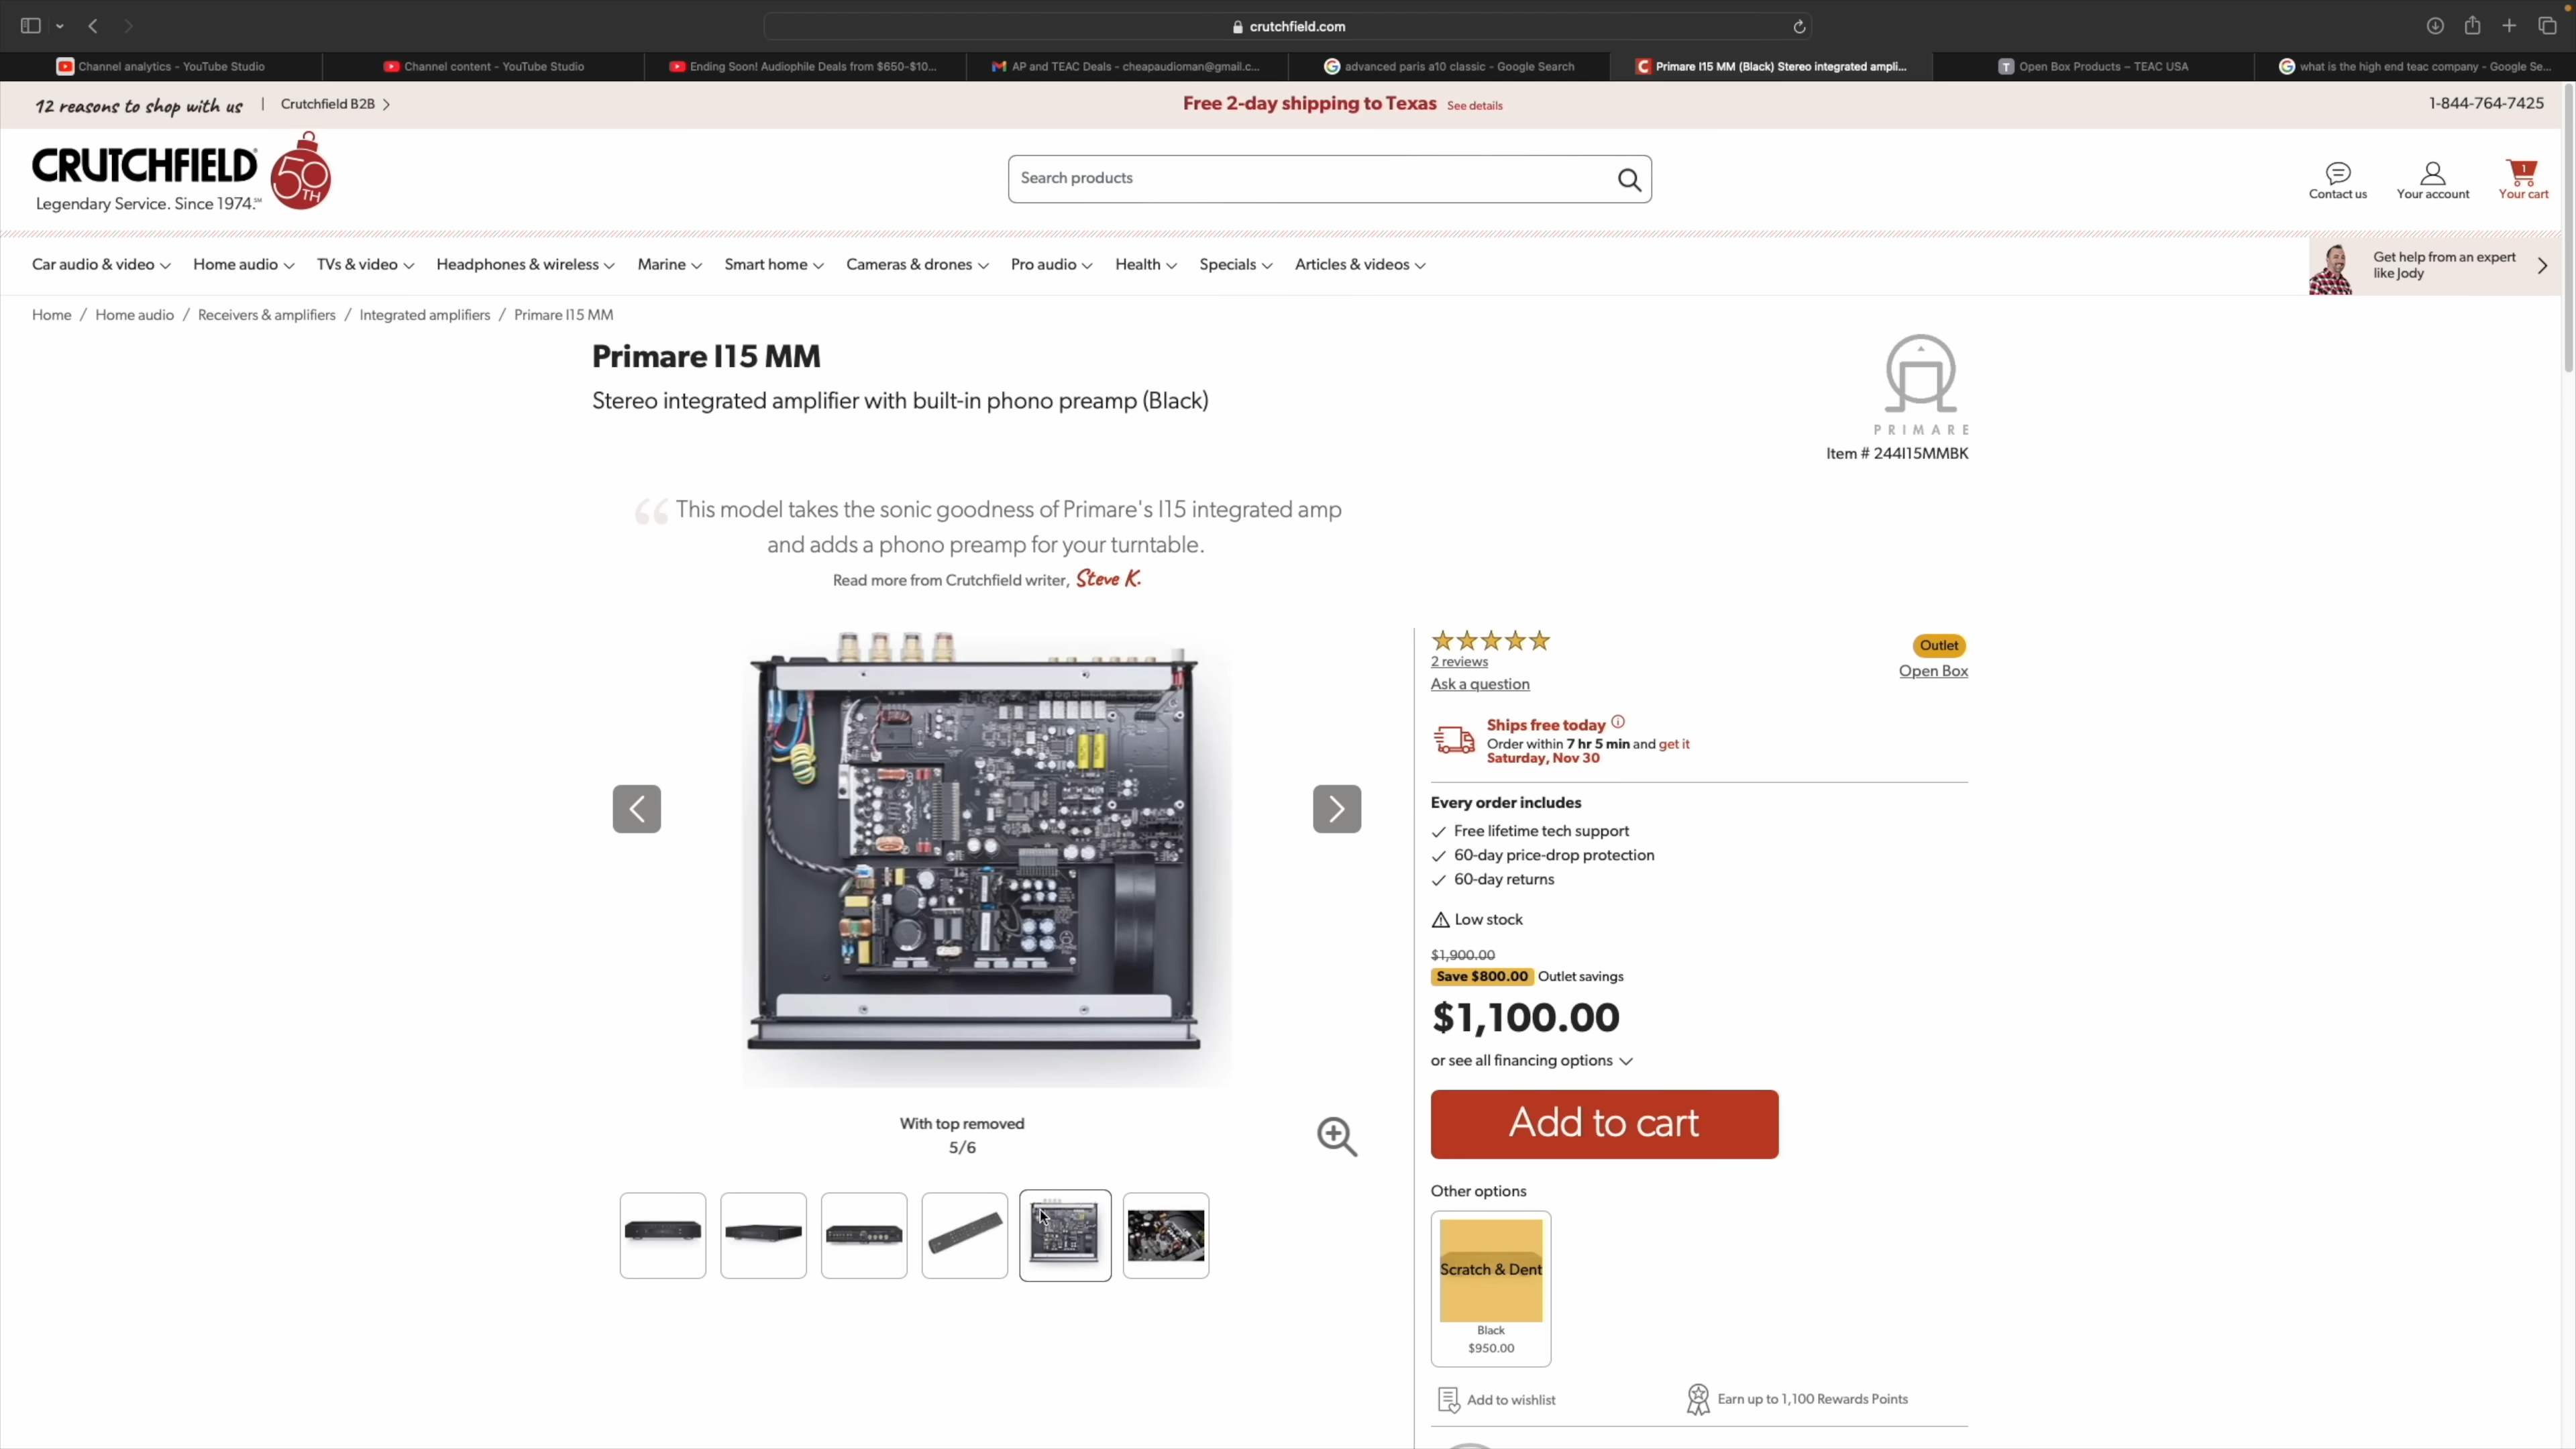 crutchfield.com
Channel analytics - YouTube Studio
Channel content - YouTube Studio
Ending Soon! Audiophile Deals from $650-$10...
AP and TEAC Deals - cheapaudioman@gmail.c...
advanced paris a10 classic - Google Search
Primare I15 MM (Black) Stereo integrated ampli...
Open Box Products – TEAC USA
what is the high end teac company - Google Se...
12 reasons to shop with us | Crutchfield B2B
Free 2-day shipping to Texas See details
1-844-764-7425
CRUTCHFIELD
50TH
Legendary Service. Since 1974.℠
Search products
Contact us
Your account
1
Your cart
Car audio & video
Home audio
TVs & video
Headphones & wireless
Marine
Smart home
Cameras & drones
Pro audio
Health
Specials
Articles & videos
Get help from an expert
like Jody
Home / Home audio / Receivers & amplifiers / Integrated amplifiers / Primare I15 MM
Primare I15 MM
Stereo integrated amplifier with built-in phono preamp (Black)
PRIMARE
Item # 244I15MMBK
“ This model takes the sonic goodness of Primare's I15 integrated amp
and adds a phono preamp for your turntable.
Read more from Crutchfield writer, Steve K.
2 reviews
Ask a question
Outlet
Open Box
Ships free today
Order within 7 hr 5 min and get it
Saturday, Nov 30
Every order includes
Free lifetime tech support
60-day price-drop protection
60-day returns
Low stock
$1,900.00
Save $800.00 Outlet savings
$1,100.00
or see all financing options
Add to cart
With top removed
5/6
Other options
Scratch & Dent
Black
$950.00
Add to wishlist
Earn up to 1,100 Rewards Points